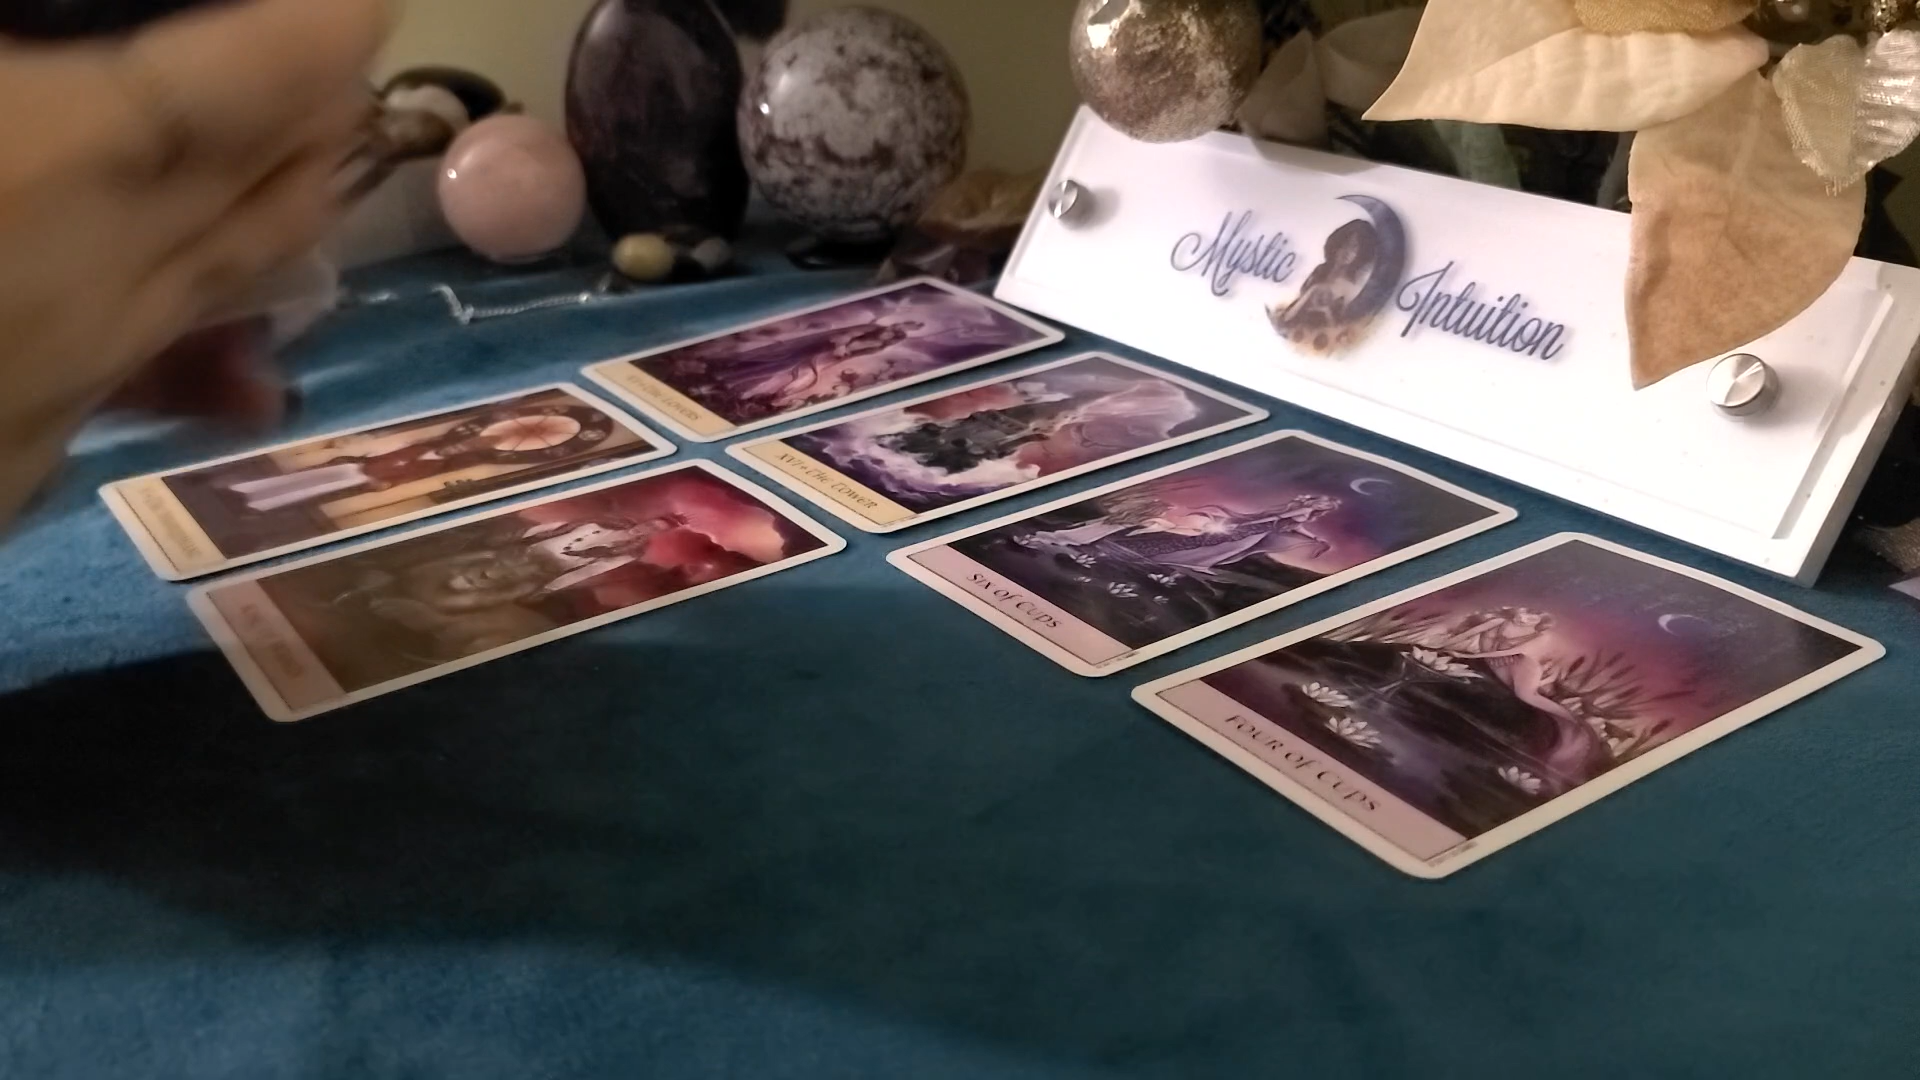 Mystic Intuition
VI • The Lovers
XVI • The Tower
Six of Cups
Four of Cups